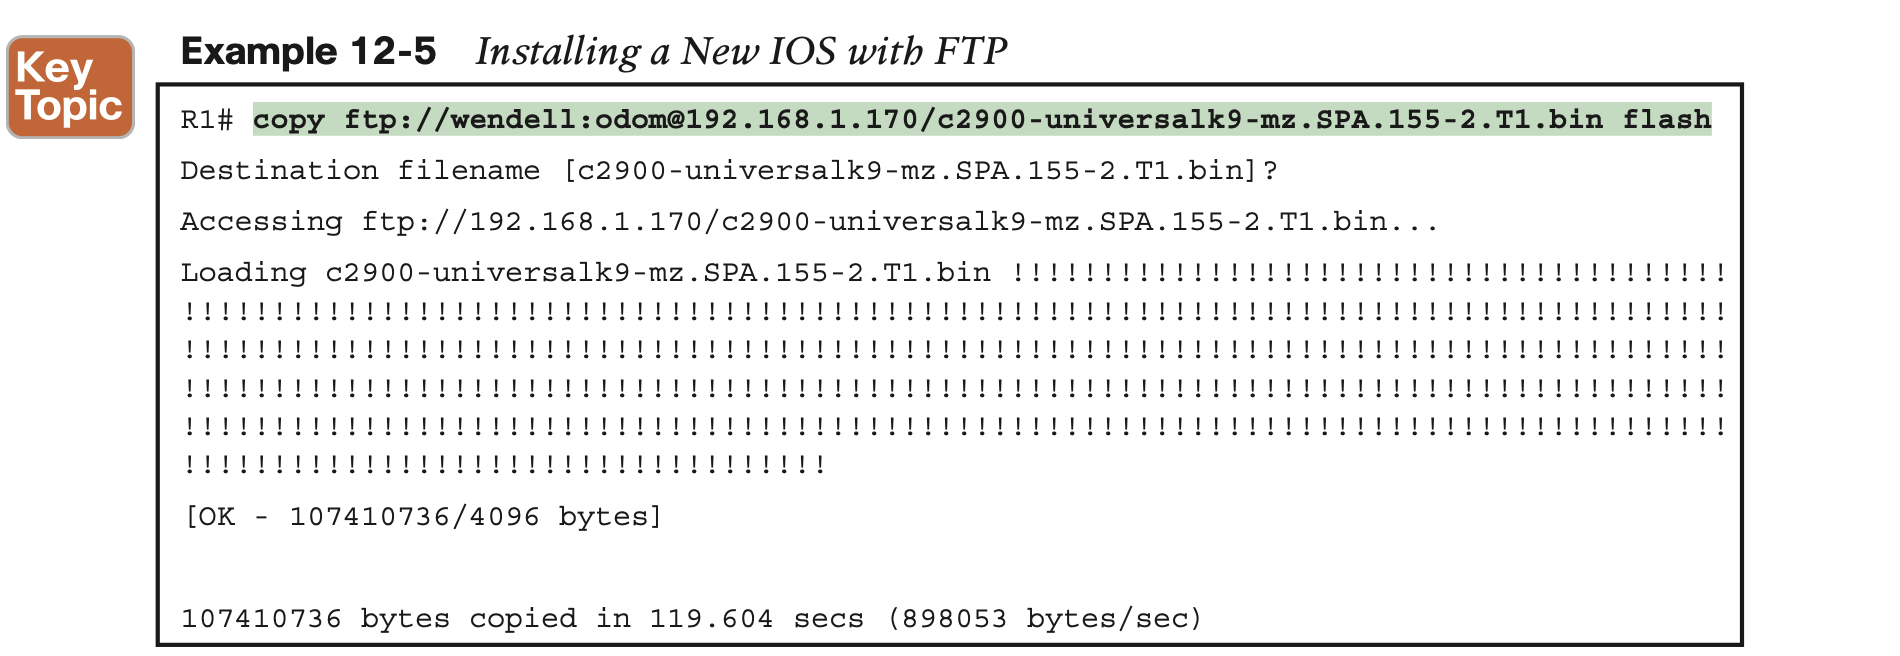 Key
Topic
Example 12-5 Installing a New IOS with FTP
R1# copy ftp://wendell:odom@192.168.1.170/c2900-universalk9-mz.SPA.155-2.T1.bin flash
Destination filename [c2900-universalk9-mz.SPA.155-2.T1.bin]?
Accessing ftp://192.168.1.170/c2900-universalk9-mz.SPA.155-2.T1.bin...
Loading c2900-universalk9-mz.SPA.155-2.T1.bin !!!!!!!!!!!!!!!!!!!!!!!!!!!!!!!!!!!!!!!!
!!!!!!!!!!!!!!!!!!!!!!!!!!!!!!!!!!!!!!!!!!!!!!!!!!!!!!!!!!!!!!!!!!!!!!!!!!!!!!!!!!!!!!
!!!!!!!!!!!!!!!!!!!!!!!!!!!!!!!!!!!!!!!!!!!!!!!!!!!!!!!!!!!!!!!!!!!!!!!!!!!!!!!!!!!!!!
!!!!!!!!!!!!!!!!!!!!!!!!!!!!!!!!!!!!!!!!!!!!!!!!!!!!!!!!!!!!!!!!!!!!!!!!!!!!!!!!!!!!!!
!!!!!!!!!!!!!!!!!!!!!!!!!!!!!!!!!!!!!!!!!!!!!!!!!!!!!!!!!!!!!!!!!!!!!!!!!!!!!!!!!!!!!!
!!!!!!!!!!!!!!!!!!!!!!!!!!!!!!!!!!!!
[OK - 107410736/4096 bytes]
107410736 bytes copied in 119.604 secs (898053 bytes/sec)